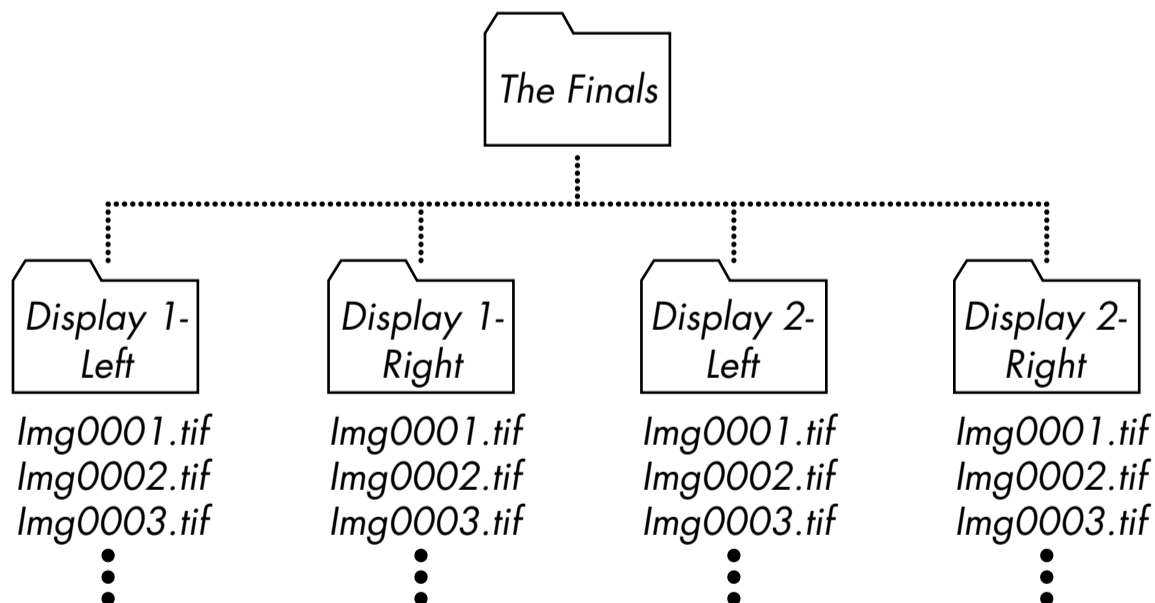 The Finals
Display 1-
Left
Img0001.tif
Img0002.tif
Img0003.tif
Display 1-
Right
Img0001.tif
Img0002.tif
Img0003.tif
Display 2-
Left
Img0001.tif
Img0002.tif
Img0003.tif
Display 2-
Right
Img0001.tif
Img0002.tif
Img0003.tif